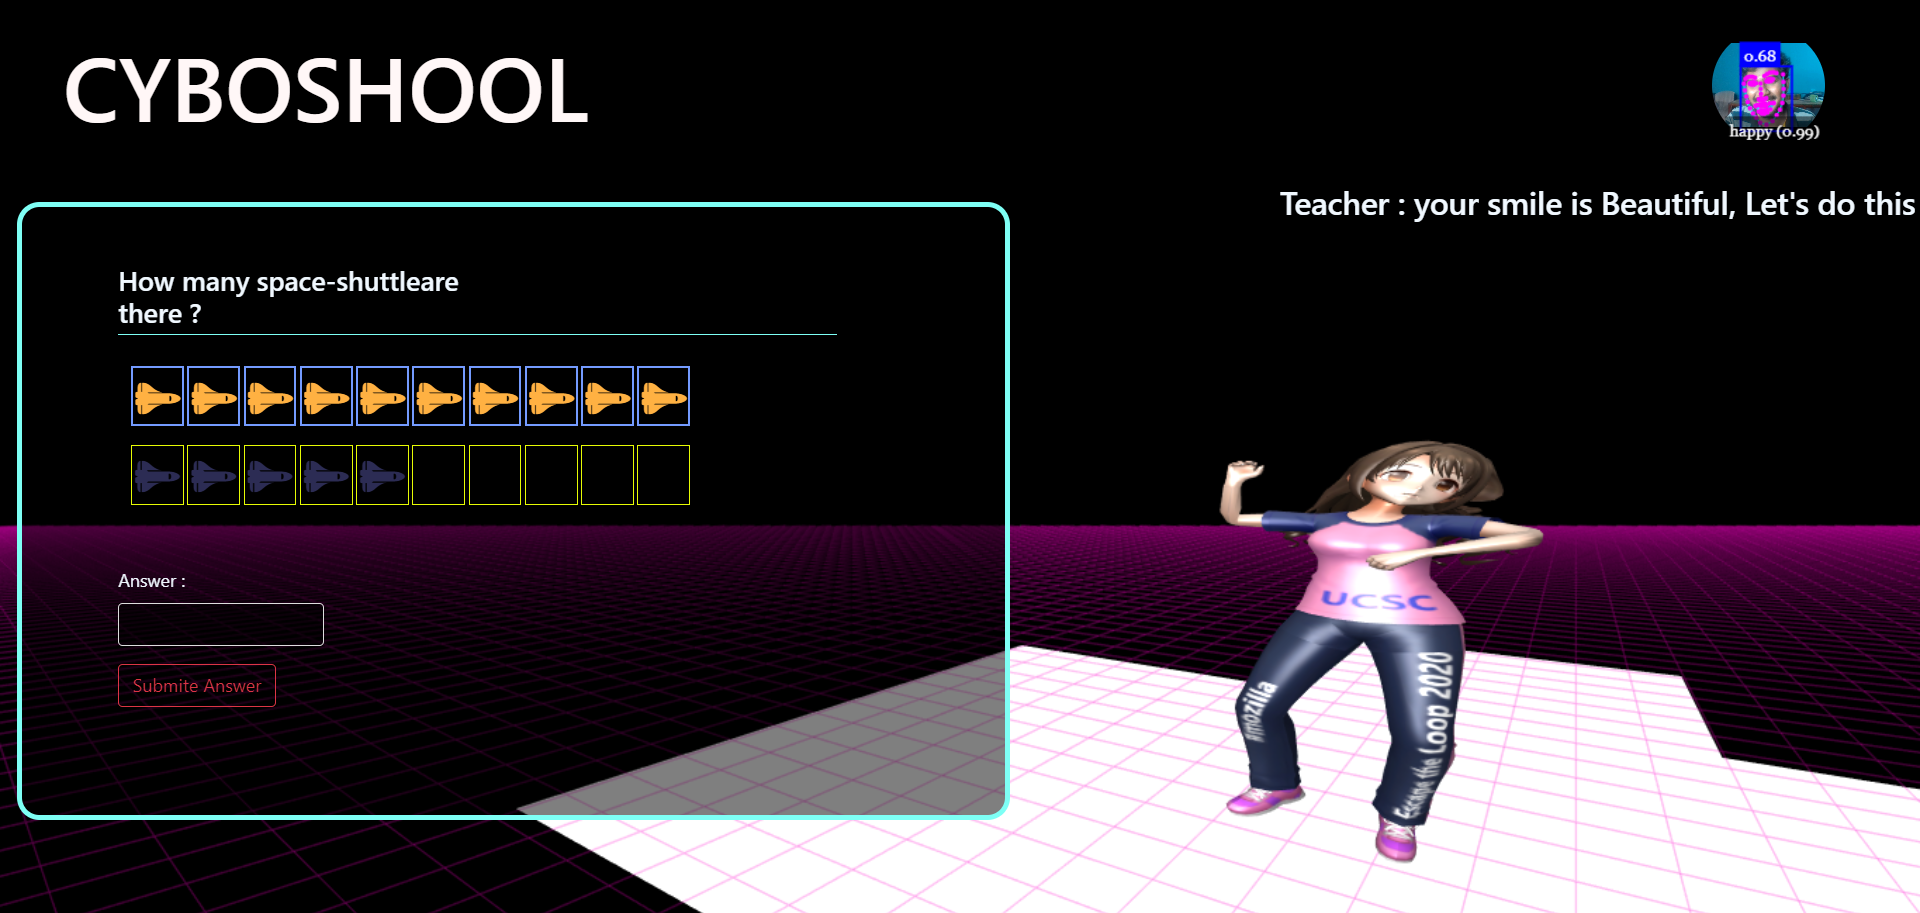 CYBOSHOOL
0.68
happy (0.99)
Teacher : your smile is Beautiful, Let's do this
How many space-shuttleare
there ?
Answer :
Submite Answer
UCSC
#mozilla
Escape the Loop 2020